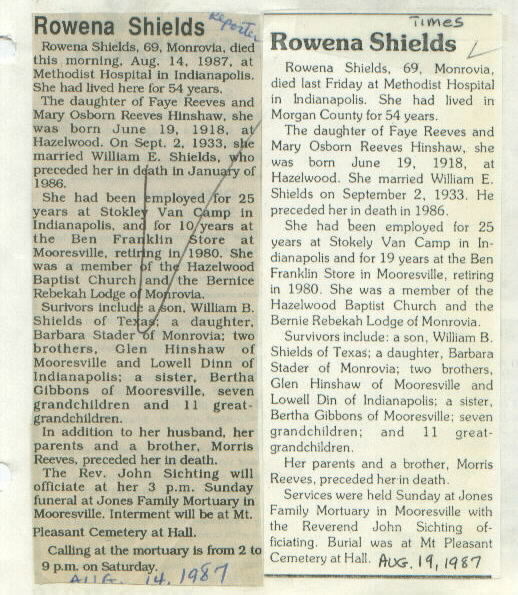 Rowena Shields
Reporter
Rowena Shields, 69, Monrovia, died
this morning, Aug. 14, 1987, at
Methodist Hospital in Indianapolis.
She had lived here for 54 years.
The daughter of Faye Reeves and
Mary Osborn Reeves Hinshaw, she
was born June 19, 1918, at
Hazelwood. On Sept. 2, 1933, she
married William E. Shields, who
preceded her in death in January of
1986.
She had been employed for 25
years at Stokley Van Camp in
Indianapolis, and for 10 years at
the Ben Franklin Store at
Mooresville, retiring in 1980. She
was a member of the Hazelwood
Baptist Church and the Bernice
Rebekah Lodge of Monrovia.
Surivors include a son, William B.
Shields of Texas; a daughter,
Barbara Stader of Monrovia; two
brothers, Glen Hinshaw of
Mooresville and Lowell Dinn of
Indianapolis; a sister, Bertha
Gibbons of Mooresville, seven
grandchildren and 11 great-
grandchildren.
In addition to her husband, her
parents and a brother, Morris
Reeves, preceded her in death.
The Rev. John Sichting will
officiate at her 3 p.m. Sunday
funeral at Jones Family Mortuary in
Mooresville. Interment will be at Mt.
Pleasant Cemetery at Hall.
Calling at the mortuary is from 2 to
9 p.m. on Saturday.
AUG. 14, 1987
TIMES
Rowena Shields
Rowena Shields, 69, Monrovia,
died last Friday at Methodist Hospital
in Indianapolis. She had lived in
Morgan County for 54 years.
The daughter of Faye Reeves and
Mary Osborn Reeves Hinshaw, she
was born June 19, 1918, at
Hazelwood. She married William E.
Shields on September 2, 1933. He
preceded her in death in 1986.
She had been employed for 25
years at Stokely Van Camp in In-
dianapolis and for 19 years at the Ben
Franklin Store in Mooresville, retiring
in 1980. She was a member of the
Hazelwood Baptist Church and the
Bernie Rebekah Lodge of Monrovia.
Survivors include: a son, William B.
Shields of Texas; a daughter, Barbara
Stader of Monrovia; two brothers,
Glen Hinshaw of Mooresville and
Lowell Din of Indianapolis; a sister,
Bertha Gibbons of Mooresville; seven
grandchildren; and 11 great-
grandchildren.
Her parents and a brother, Morris
Reeves, preceded her in death.
Services were held Sunday at Jones
Family Mortuary in Mooresville with
the Reverend John Sichting of-
ficiating. Burial was at Mt Pleasant
Cemetery at Hall.
AUG. 19, 1987